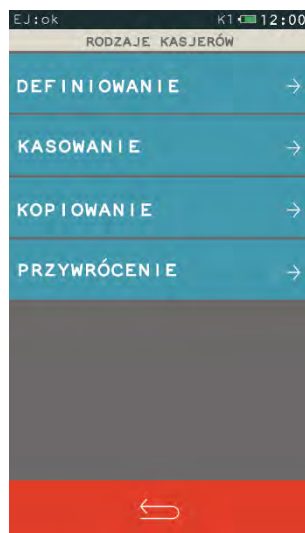 EJ:ok K1 12:00
RODZAJE KASJERÓW
DEFINIOWANIE
KASOWANIE
KOPIOWANIE
PRZYWRÓCENIE